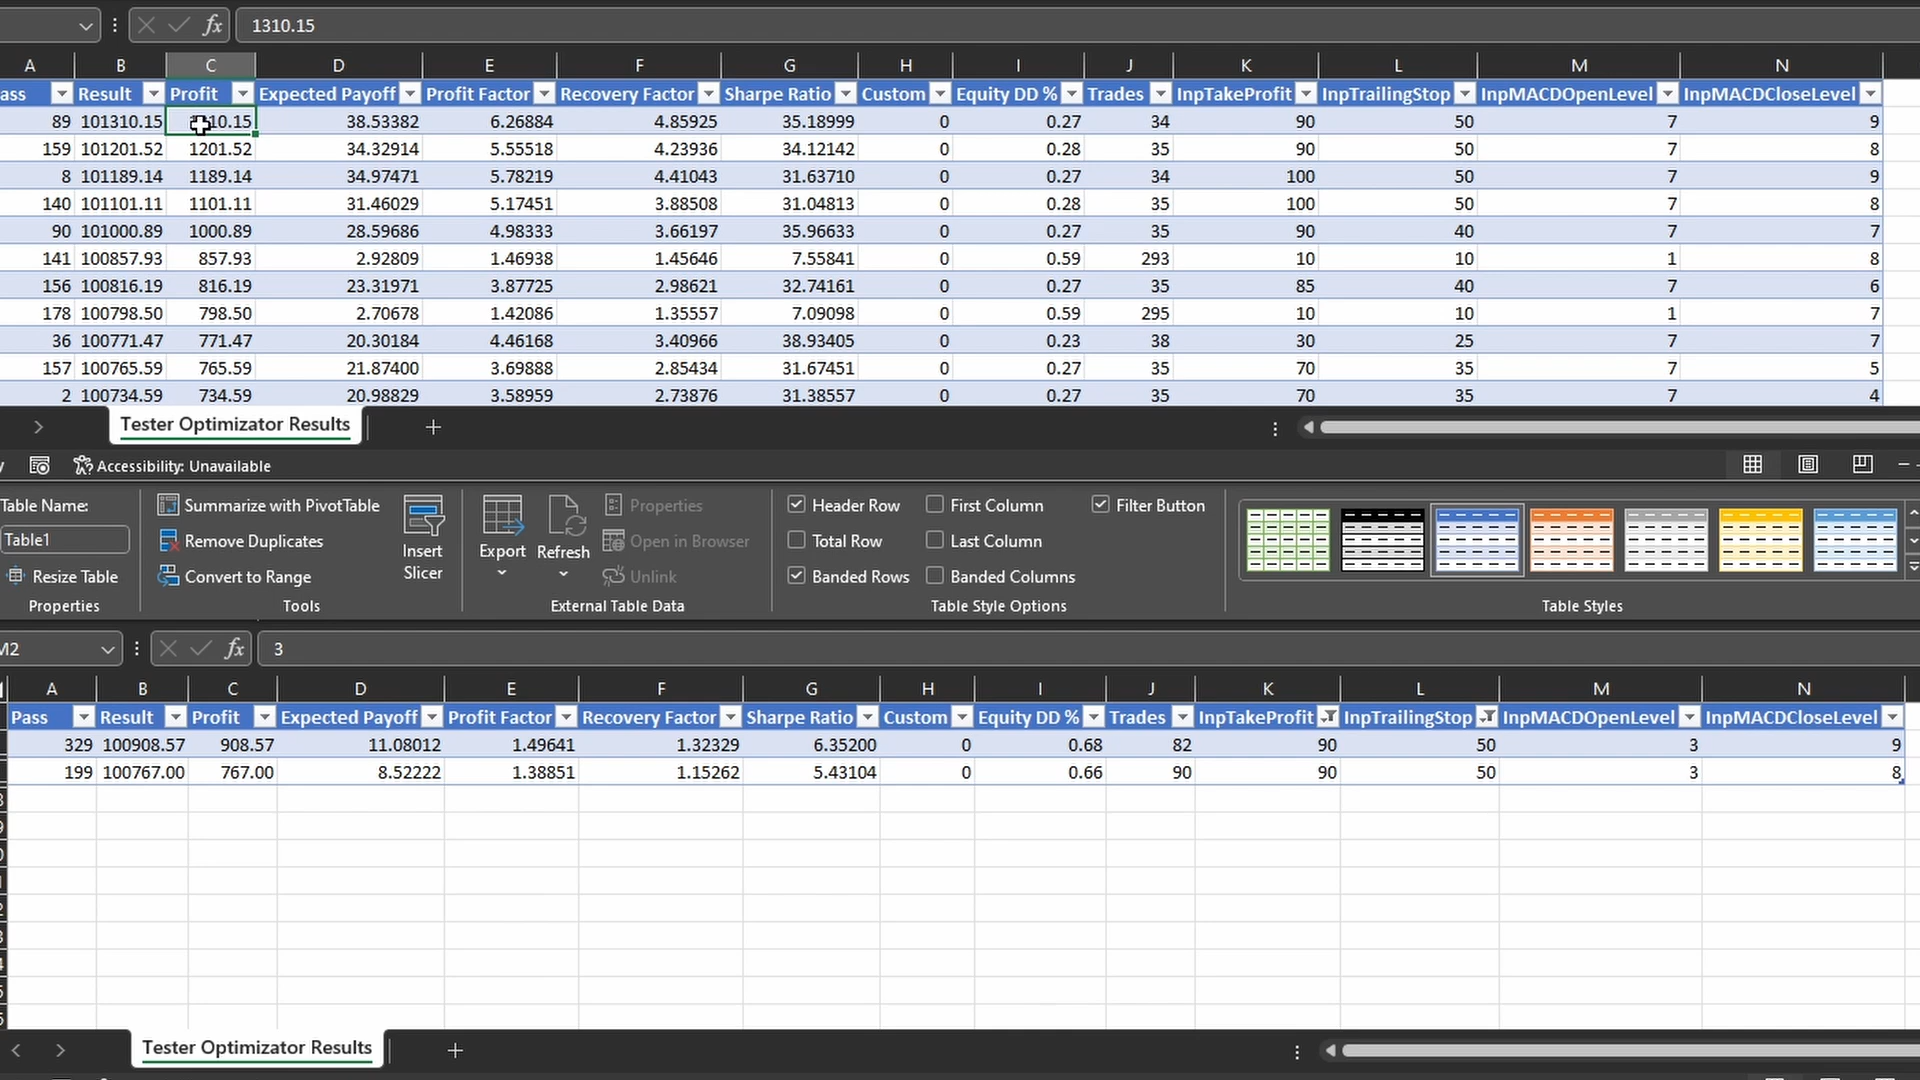 fx 1310.15
A B C D E F G H I J K L M N
ass Result Profit Expected Payoff Profit Factor Recovery Factor Sharpe Ratio Custom Equity DD % Trades InpTakeProfit InpTrailingStop InpMACDOpenLevel InpMACDCloseLevel
89 101310.15 10.15 38.53382 6.26884 4.85925 35.18999 0 0.27 34 90 50 7 9
159 101201.52 1201.52 34.32914 5.55518 4.23936 34.12142 0 0.28 35 90 50 7 8
8 101189.14 1189.14 34.97471 5.78219 4.41043 31.63710 0 0.27 34 100 50 7 9
140 101101.11 1101.11 31.46029 5.17451 3.88508 31.04813 0 0.28 35 100 50 7 8
90 101000.89 1000.89 28.59686 4.98333 3.66197 35.96633 0 0.27 35 90 40 7 7
141 100857.93 857.93 2.92809 1.46938 1.45646 7.55841 0 0.59 293 10 10 1 8
156 100816.19 816.19 23.31971 3.87725 2.98621 32.74161 0 0.27 35 85 40 7 6
178 100798.50 798.50 2.70678 1.42086 1.35557 7.09098 0 0.59 295 10 10 1 7
36 100771.47 771.47 20.30184 4.46168 3.40966 38.93405 0 0.23 38 30 25 7 7
157 100765.59 765.59 21.87400 3.69888 2.85434 31.67451 0 0.27 35 70 35 7 5
2 100734.59 734.59 20.98829 3.58959 2.73876 31.38557 0 0.27 35 70 35 7 4
Tester Optimizator Results
Accessibility: Unavailable
Table Name: Summarize with PivotTable Properties Header Row First Column Filter Button
Table1 Remove Duplicates Insert Slicer Export Refresh Open in Browser Total Row Last Column
Resize Table Convert to Range Unlink Banded Rows Banded Columns
Properties Tools External Table Data Table Style Options Table Styles
M2 fx 3
A B C D E F G H I J K L M N
Pass Result Profit Expected Payoff Profit Factor Recovery Factor Sharpe Ratio Custom Equity DD % Trades InpTakeProfit InpTrailingStop InpMACDOpenLevel InpMACDCloseLevel
329 100908.57 908.57 11.08012 1.49641 1.32329 6.35200 0 0.68 82 90 50 3 9
199 100767.00 767.00 8.52222 1.38851 1.15262 5.43104 0 0.66 90 90 50 3 8
Tester Optimizator Results